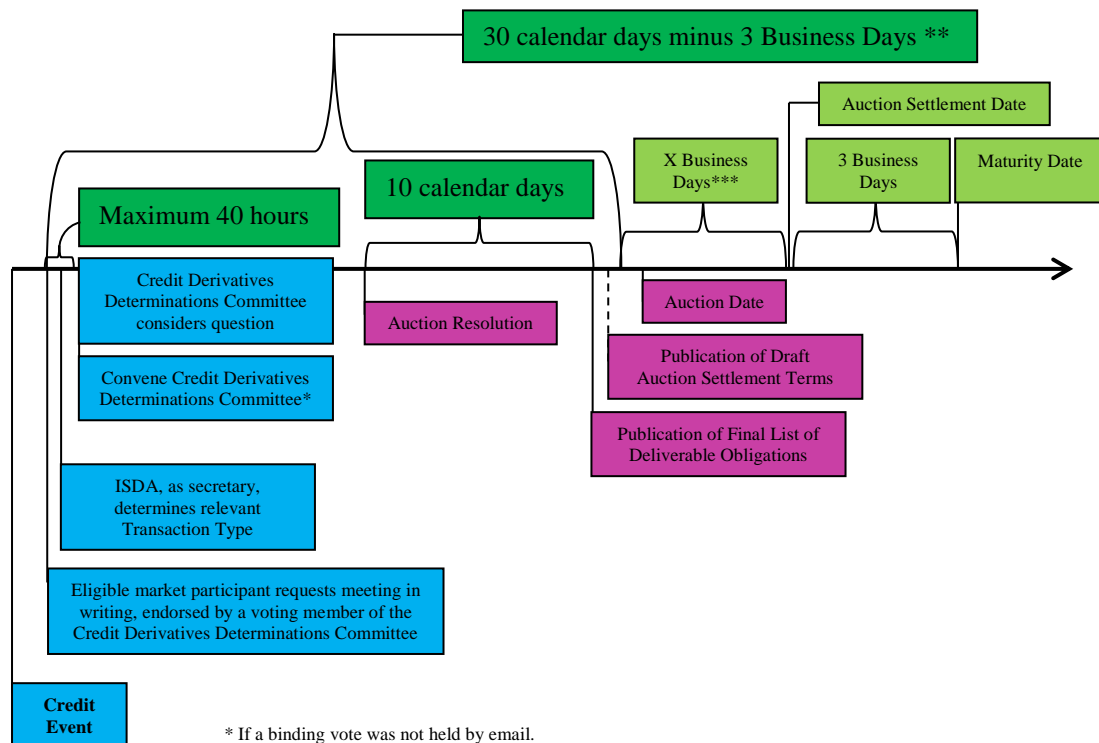 30 calendar days minus 3 Business Days **
Auction Settlement Date
X Business
Days***
3 Business
Days
Maturity Date
10 calendar days
Maximum 40 hours
Credit
Derivatives
Determinations Committee
considers question
Auction Resolution
Auction Date
Convene Credit Derivatives
Determinations Committee*
Publication of Draft
Auction Settlement Terms
Publication of Final List of
Deliverable Obligations
ISDA, as secretary,
determines relevant
Transaction Type
Eligible market participant requests meeting in
writing, endorsed by a voting member of the
Credit Derivatives Determinations Committee
Credit
Event
* If a binding vote was not held by email.